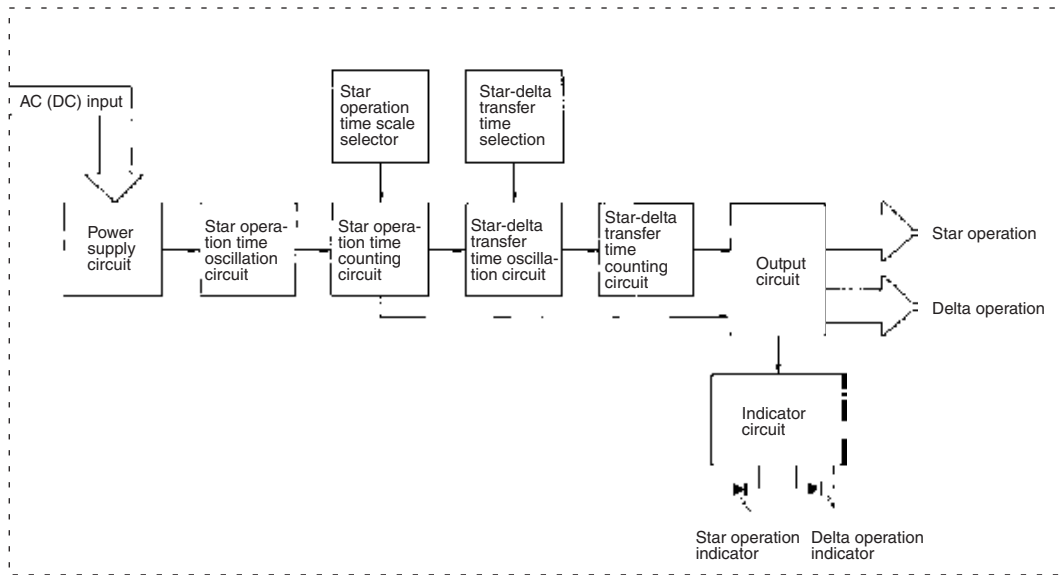 AC (DC) input
Star
operation
time scale
selector
Star-delta
transfer
time
selection
Power
supply
circuit
Star opera-
tion time
oscillation
circuit
Star opera-
tion time
counting
circuit
Star-delta
transfer
time oscilla-
tion circuit
Star-delta
transfer
time
counting
circuit
Output
circuit
Star operation
Delta operation
Indicator
circuit
Star operation
indicator
Delta operation
indicator